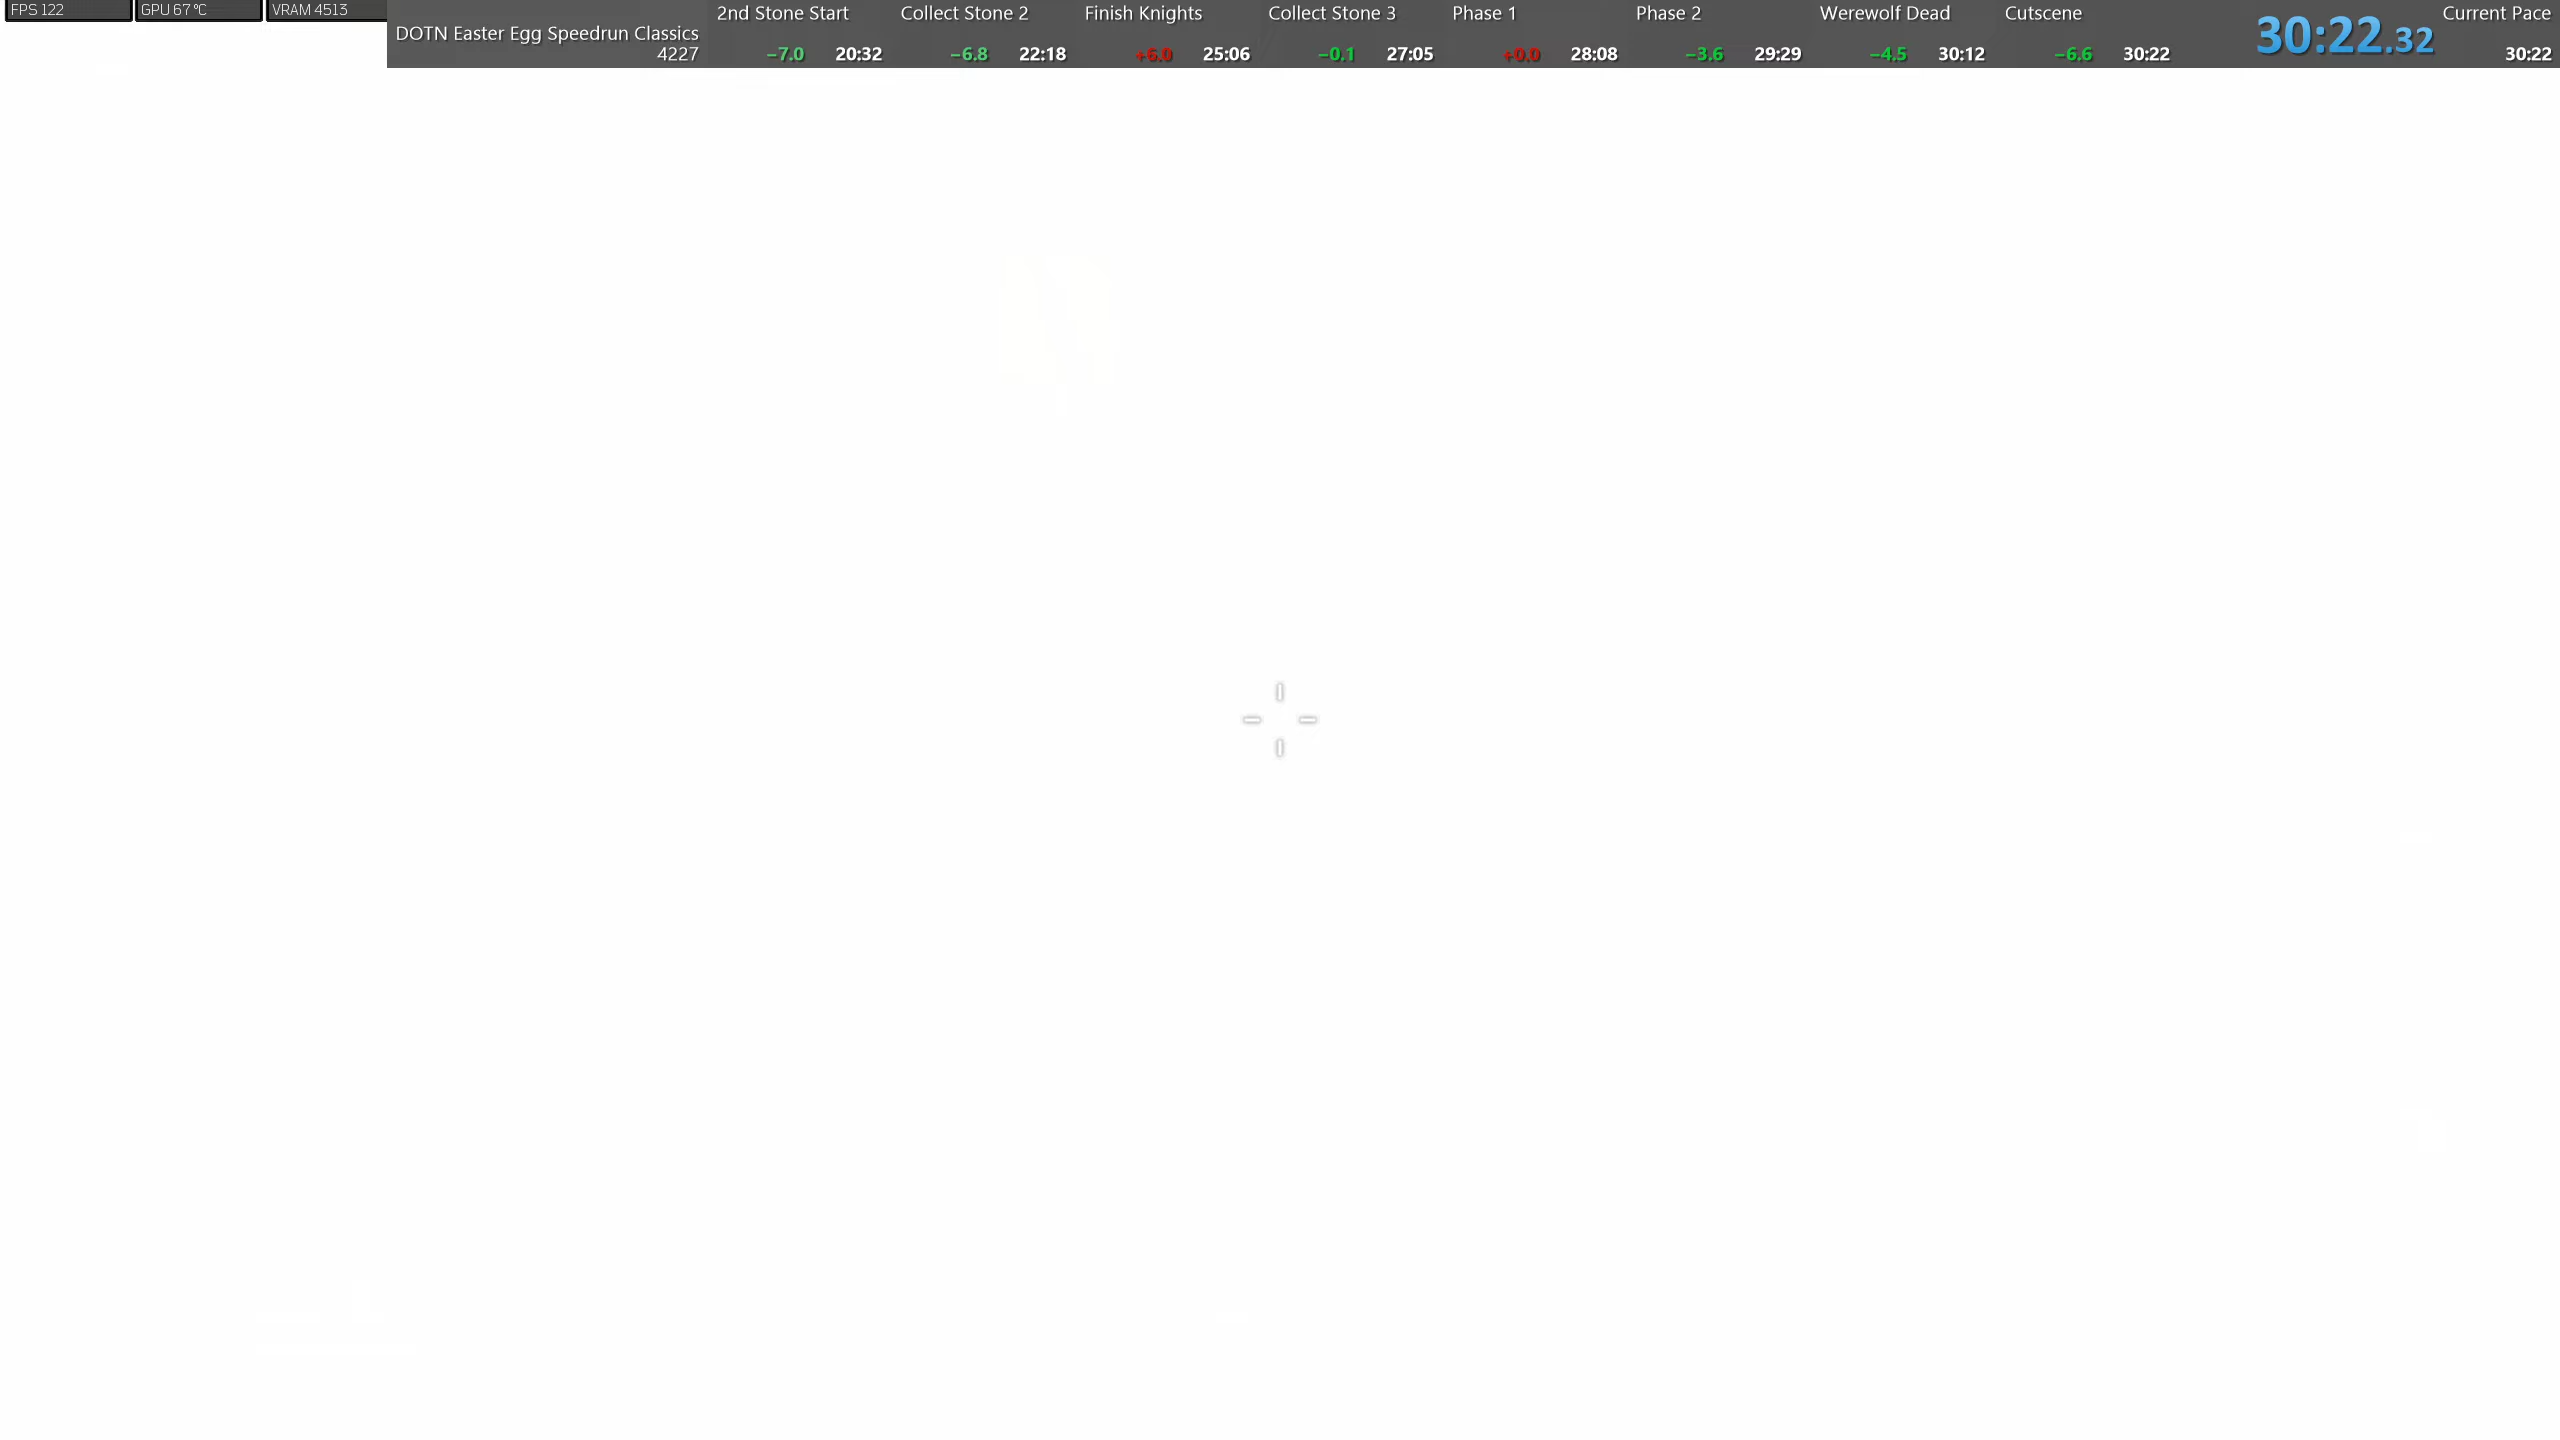 FPS 122
GPU 67 °C
VRAM 4513
DOTN Easter Egg Speedrun Classics
4227
2nd Stone Start
−7.0 20:32
Collect Stone 2
−6.8 22:18
Finish Knights
+6.0 25:06
Collect Stone 3
−0.1 27:05
Phase 1
+0.0 28:08
Phase 2
−3.6 29:29
Werewolf Dead
−4.5 30:12
Cutscene
−6.6 30:22
30:22.32
Current Pace
30:22